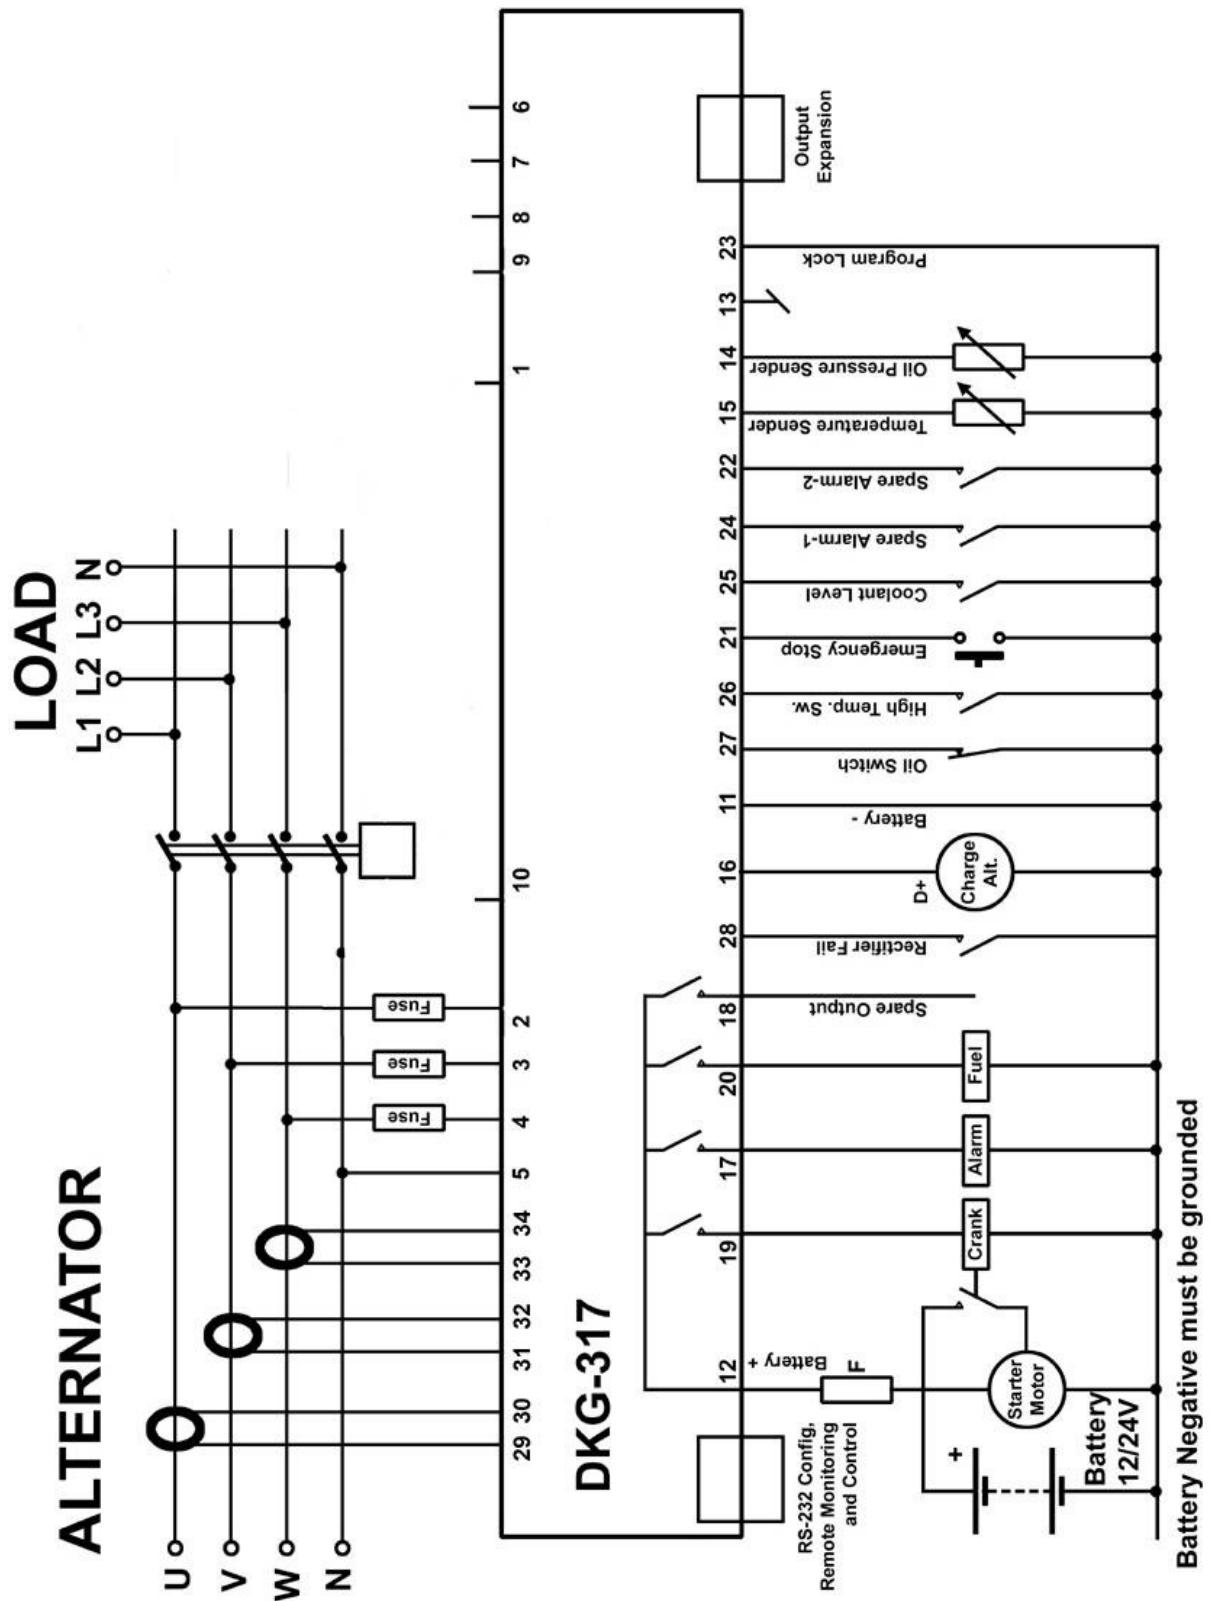 ALTERNATOR
LOAD
U
V
W
N
L1
L2
L3
N
Fuse
Fuse
Fuse
29
30
31
32
33
34
5
4
3
2
10
1
9
8
7
6
DKG-317
12
19
17
20
18
28
16
11
27
26
21
25
24
22
15
14
13
23
RS-232 Config,
Remote Monitoring
and Control
Output
Expansion
Battery +
Spare Output
Rectifier Fail
D+
Battery -
Oil Switch
High Temp. Sw.
Emergency Stop
Coolant Level
Spare Alarm-1
Spare Alarm-2
Temperature Sender
Oil Pressure Sender
Program Lock
F
Crank
Alarm
Fuel
Charge
Alt.
Starter
Motor
+
Battery
12/24V
Battery Negative must be grounded